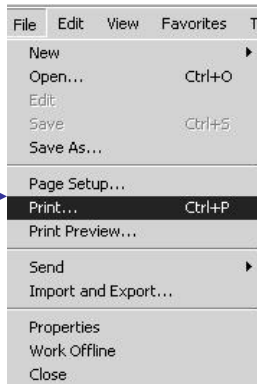 File Edit View Favorites T
New
Open... Ctrl+O
Edit
Save Ctrl+S
Save As...
Page Setup...
Print... Ctrl+P
Print Preview...
Send
Import and Export...
Properties
Work Offline
Close